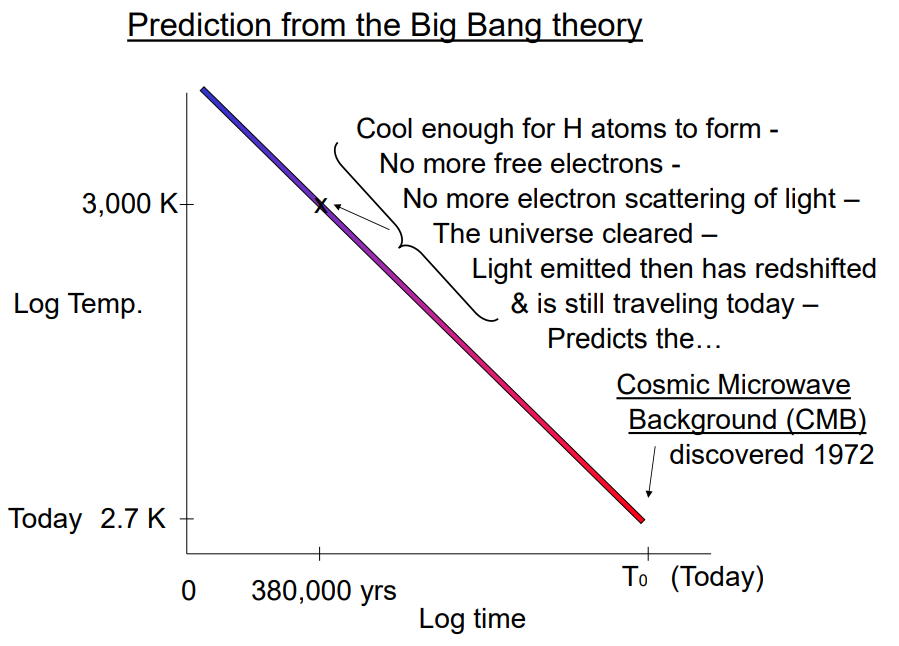 Prediction from the Big Bang theory
Cool enough for H atoms to form -
No more free electrons -
3,000 K
X
No more electron scattering of light –
The universe cleared –
Light emitted then has redshifted
Log Temp.
& is still traveling today –
Predicts the…
Cosmic Microwave
Background (CMB)
discovered 1972
Today 2.7 K
T0 (Today)
0
380,000 yrs
Log time